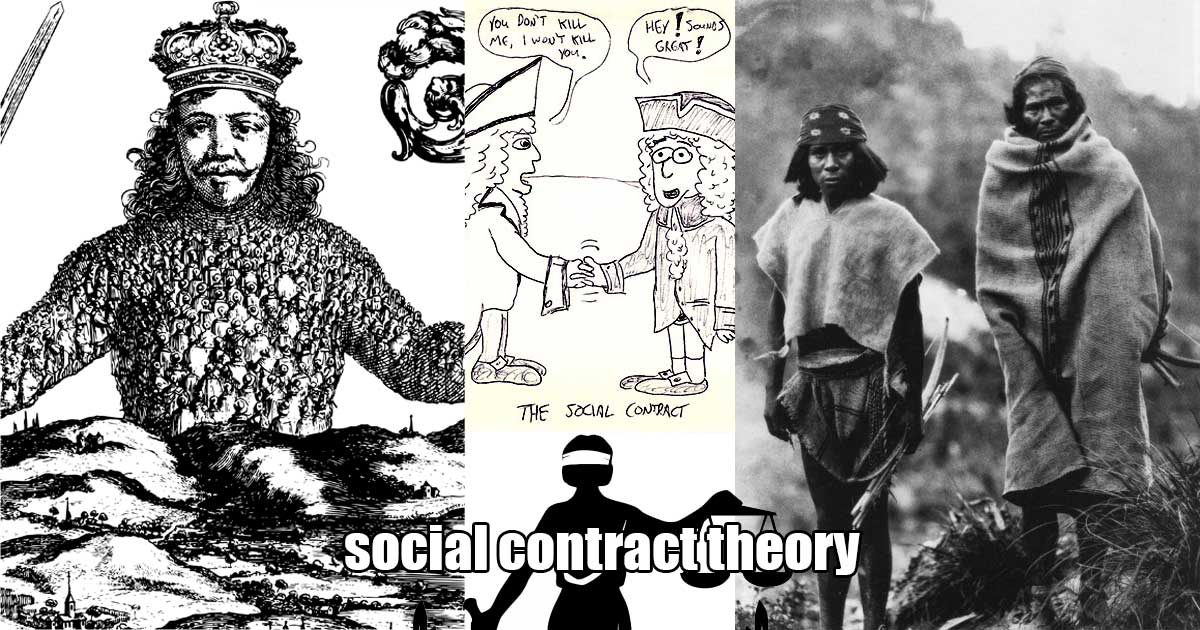 YOU DON'T KILL
ME, I WON'T KILL
YOU.
HEY! SOUNDS
GREAT!
THE SOCIAL CONTRACT
social contract theory